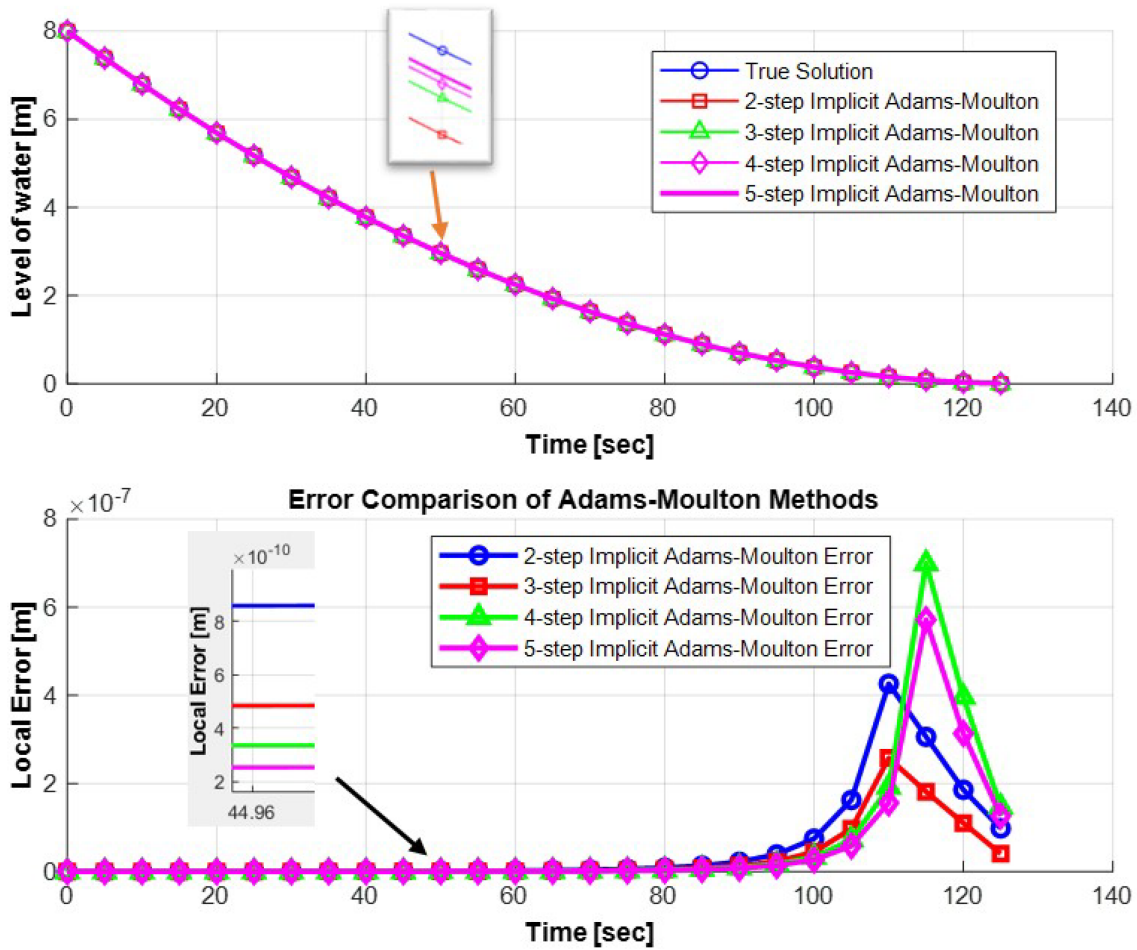 8
6
4
2
0
Level of water [m]
True Solution
2-step Implicit Adams-Moulton
3-step Implicit Adams-Moulton
4-step Implicit Adams-Moulton
5-step Implicit Adams-Moulton
0 20 40 60 80 100 120 140
Time [sec]
×10-7
Error Comparison of Adams-Moulton Methods
8
6
4
2
0
Local Error [m]
×10-10
8
6
4
2
Local Error [m]
44.96
2-step Implicit Adams-Moulton Error
3-step Implicit Adams-Moulton Error
4-step Implicit Adams-Moulton Error
5-step Implicit Adams-Moulton Error
0 20 40 60 80 100 120 140
Time [sec]